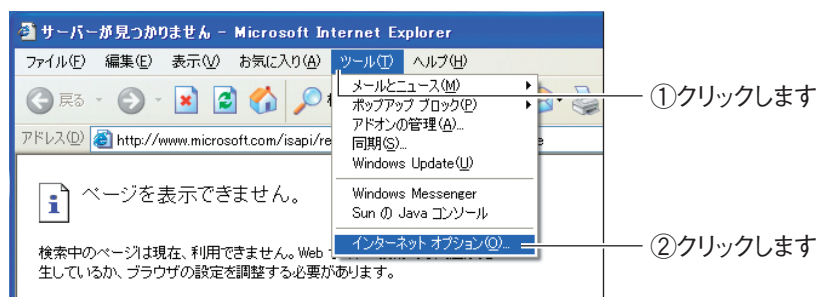 サーバーが見つかりません - Microsoft Internet Explorer
ファイル(F) 編集(E) 表示(V) お気に入り(A) ツール(T) ヘルプ(H)
戻る
メールとニュース(M)
ポップアップ ブロック(P)
アドオンの管理(A)...
同期(S)...
Windows Update(U)
Windows Messenger
Sun の Java コンソール
インターネット オプション(O)...
①クリックします
②クリックします
アドレス(D) http://www.microsoft.com/isapi/re
ページを表示できません。
検索中のページは現在、利用できません。Web
生しているか、ブラウザの設定を調整する必要があります。